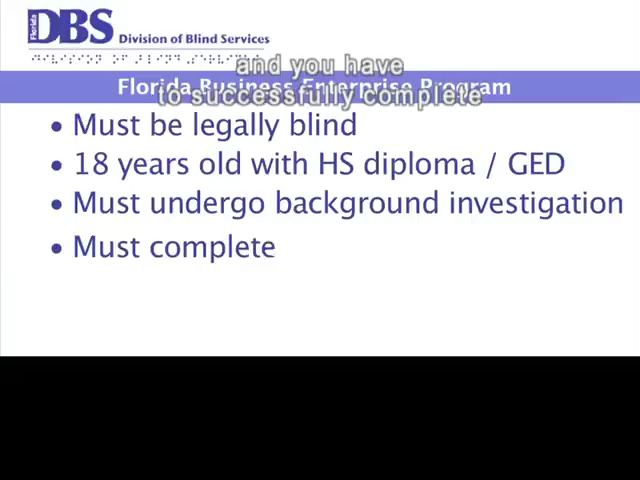 Florida
DBS Division of Blind Services
⠙⠊⠧⠊⠎⠊⠕⠝ ⠕⠋ ⠃⠇⠊⠝⠙ ⠎⠑⠗⠧⠊⠉⠑⠎
and you have
Florida Business Enterprise Program
to successfully complete
• Must be legally blind
• 18 years old with HS diploma / GED
• Must undergo background investigation
• Must complete